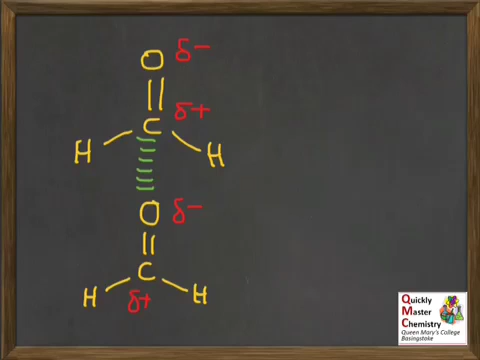 O δ-
C δ+
H H
O δ-
C
H δ+ H
Quickly
Master
Chemistry
Queen Mary's College
Basingstoke